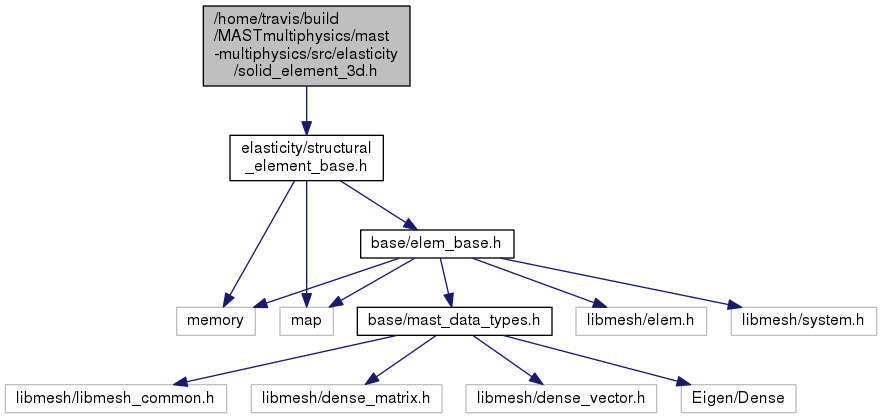 /home/travis/build
/MASTmultiphysics/mast
-multiphysics/src/elasticity
/solid_element_3d.h
elasticity/structural
_element_base.h
base/elem_base.h
memory
map
base/mast_data_types.h
libmesh/elem.h
libmesh/system.h
libmesh/libmesh_common.h
libmesh/dense_matrix.h
libmesh/dense_vector.h
Eigen/Dense